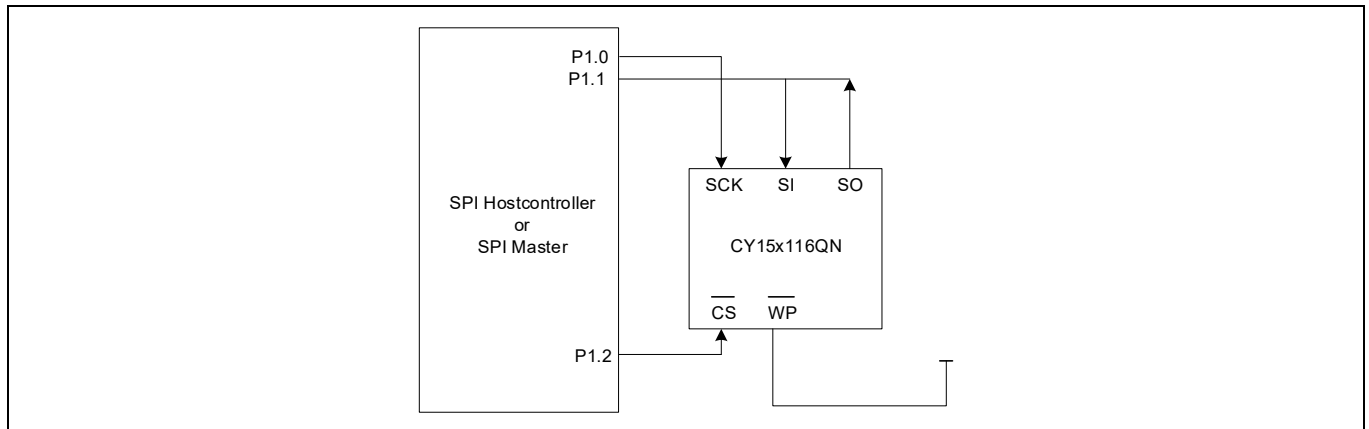 P1.0
P1.1
SCK SI SO
SPI Hostcontroller
or
SPI Master
CY15x116QN
CS WP
P1.2